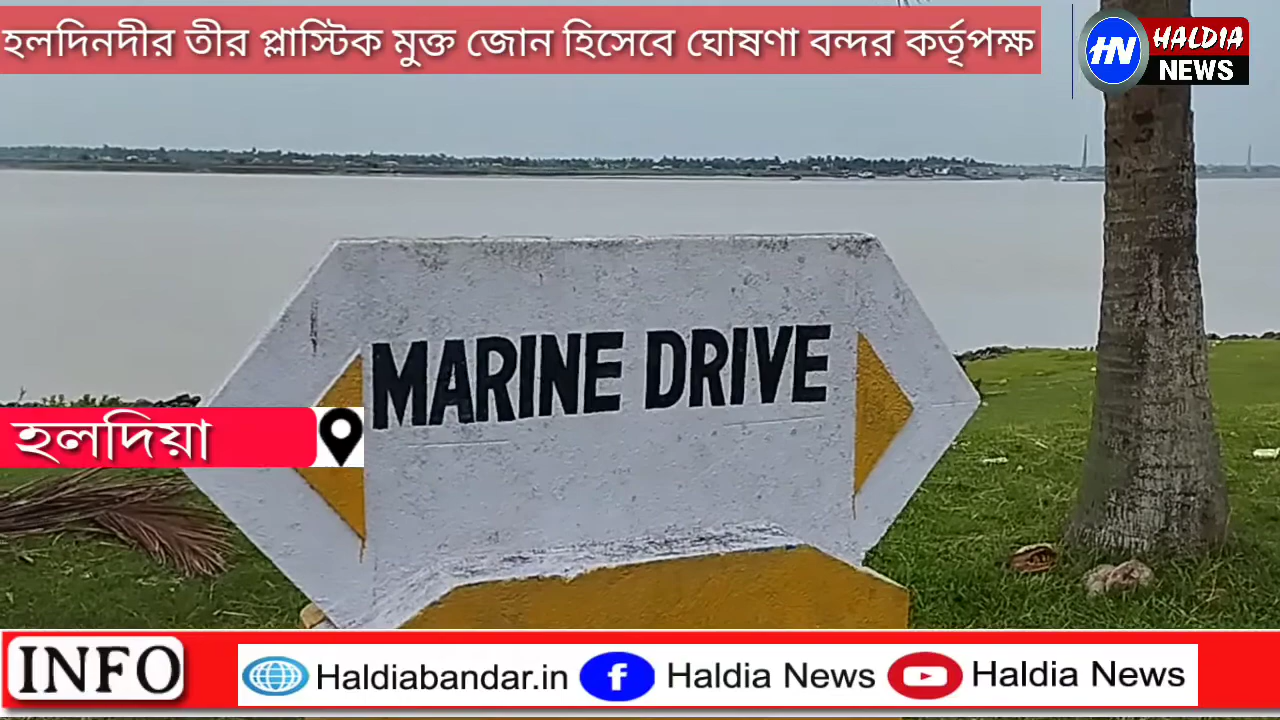 হলদিনদীর তীর প্লাস্টিক মুক্ত জোন হিসেবে ঘোষণা বন্দর কর্তৃপক্ষ
HN HALDIA
NEWS
MARINE DRIVE
হলদিয়া
INFO Haldiabandar.in f Haldia News Haldia News